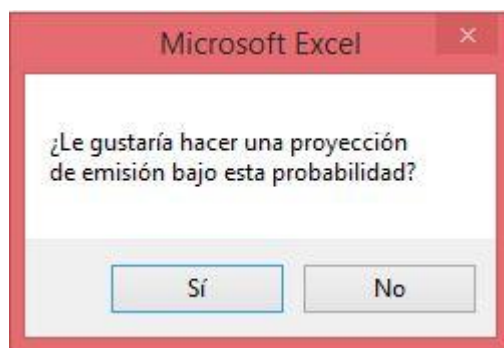 Microsoft Excel
¿Le gustaría hacer una proyección
de emisión bajo esta probabilidad?
Sí
No